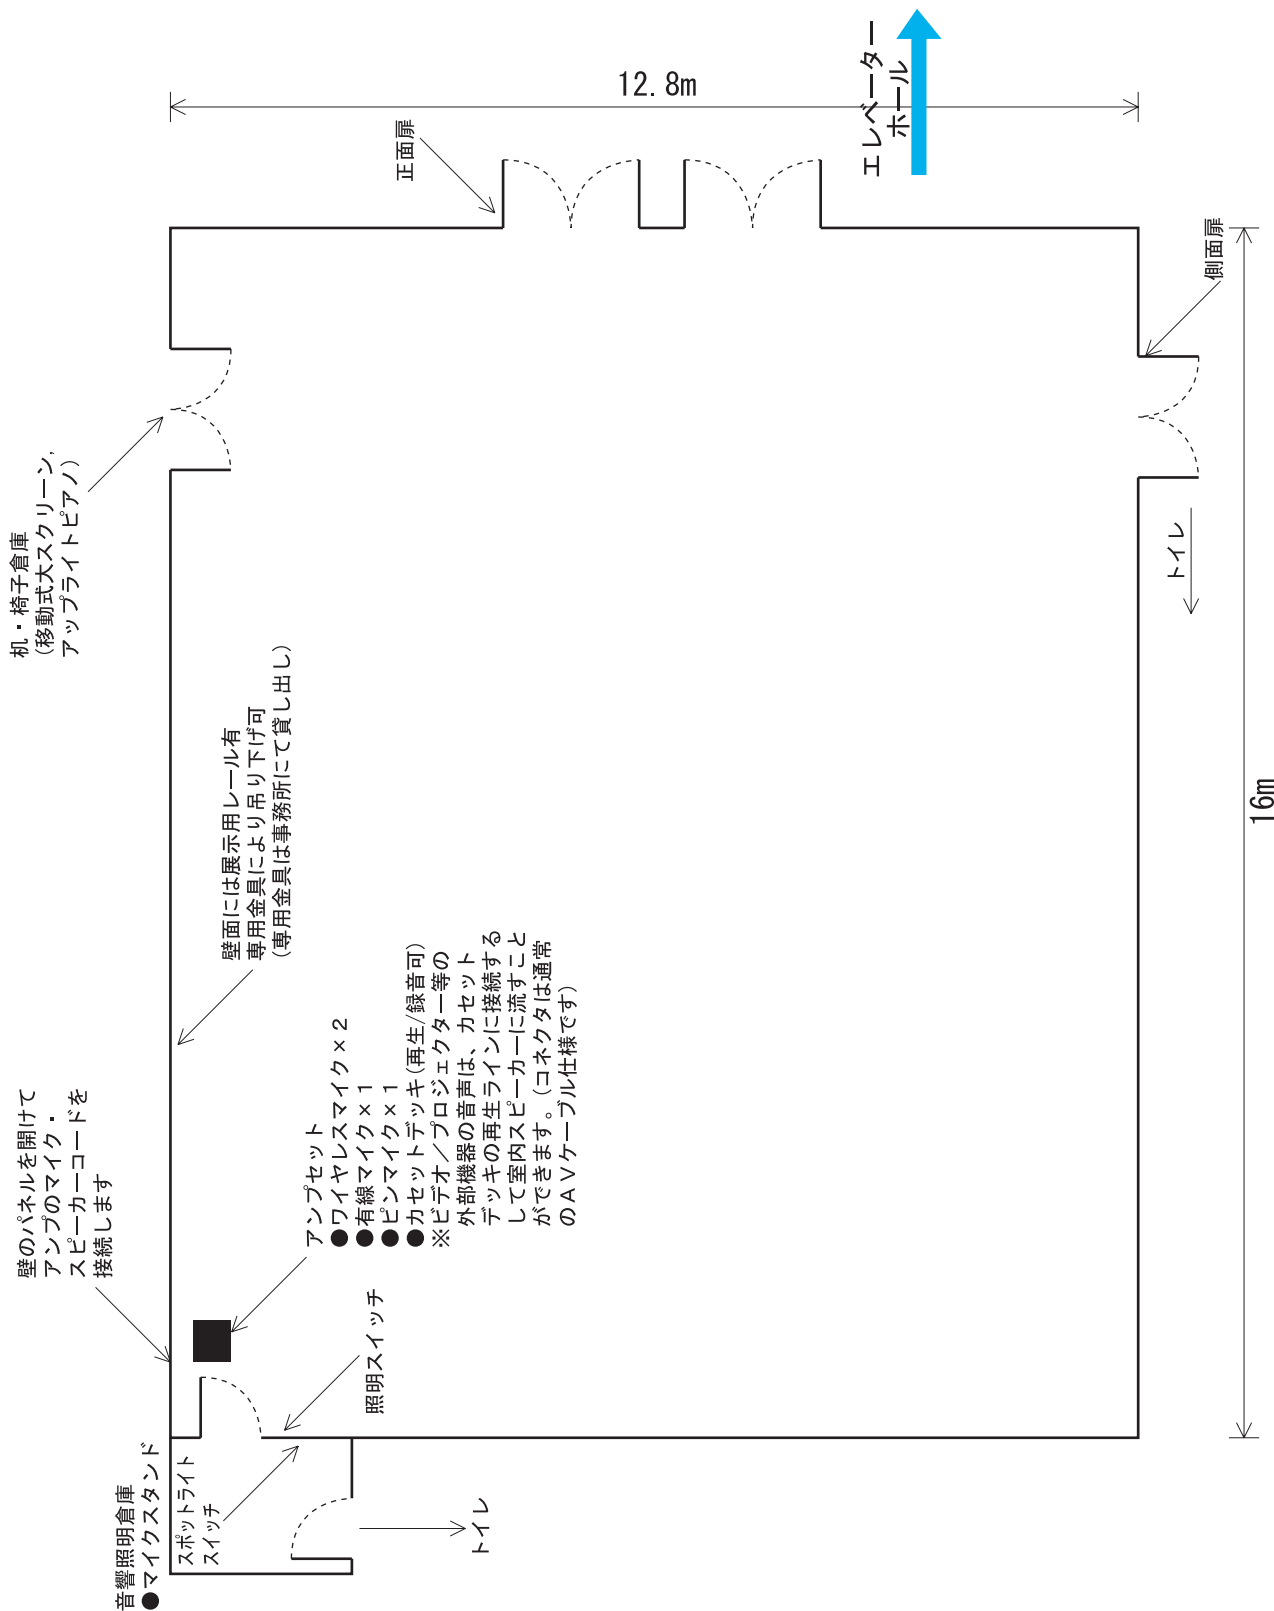 音響照明倉庫
●マイクスタンド
スポットライト
スイッチ
トイレ
照明スイッチ
壁のパネルを開けて
アンプのマイク・
スピーカーコードを
接続します
アンプセット
●ワイヤレスマイク×2
●有線マイク×1
●ピンマイク×1
●カセットデッキ(再生/録音可)
※ビデオ/プロジェクター等の
外部機器の音声は、カセット
デッキの再生ラインに接続する
して室内スピーカーに流すこと
ができます。(コネクタは通常
のAVケーブル仕様です)
壁面には展示用レール有
専用金具により吊り下げ可
(専用金具は事務所にて貸し出し)
机・椅子倉庫
(移動式大スクリーン,
アップライトピアノ)
正面扉
12.8m
エレベーター
ホール
側面扉
トイレ
16m